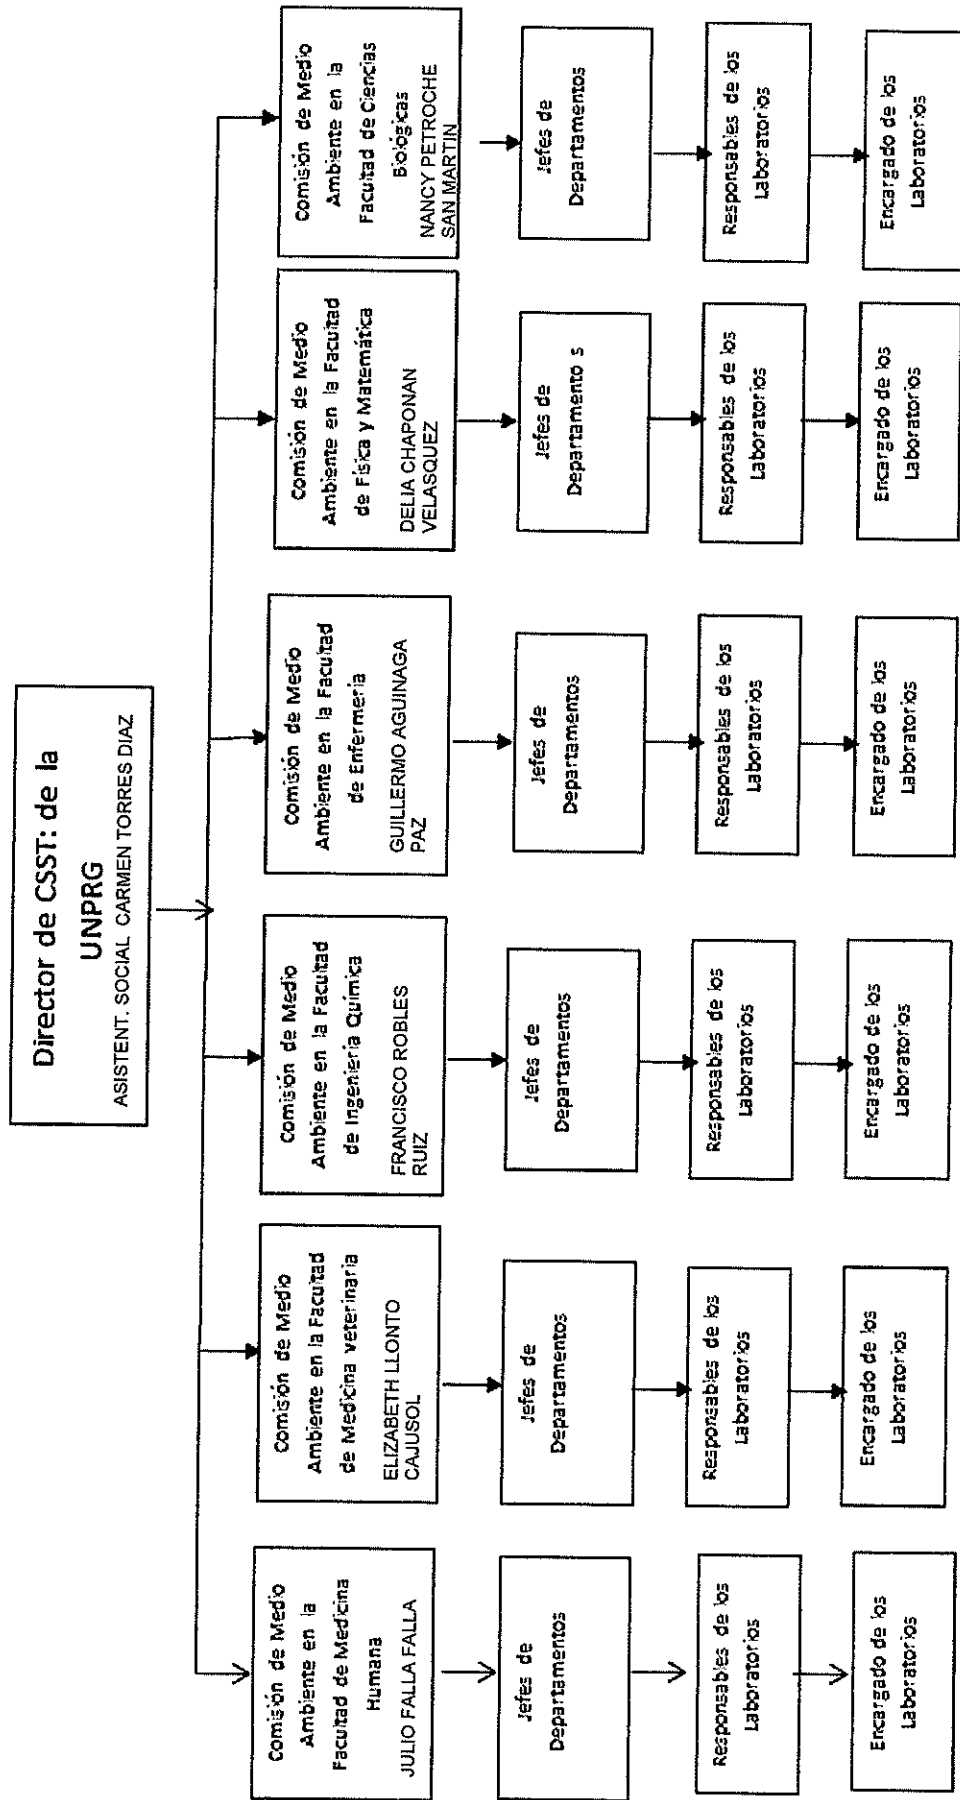 Director de CSST: de la
UNPRG
ASISTENT. SOCIAL CARMEN TORRES DIAZ
Comisión de Medio
Ambiente en la
Facultad de Medicina
Humana
JULIO FALLA FALLA
Jefes de
Departamentos
Responsables de los
Laboratorios
Encargado de los
Laboratorios
Comisión de Medio
Ambiente en la Facultad
de Medicina veterinaria
ELIZABETH LLONTO
CAJUSOL
Jefes de
Departamentos
Responsables de los
Laboratorios
Encargado de los
Laboratorios
Comisión de Medio
Ambiente en la Facultad
de Ingeniería Química
FRANCISCO ROBLES
RUIZ
Jefes de
Departamentos
Responsables de los
Laboratorios
Encargado de los
Laboratorios
Comisión de Medio
Ambiente en la Facultad
de Enfermería
GUILLERMO AGUINAGA
PAZ
Jefes de
Departamentos
Responsables de los
Laboratorios
Encargado de los
Laboratorios
Comisión de Medio
Ambiente en la Facultad
de Física y Matemática
DELIA CHAPONAN
VELASQUEZ
Jefes de
Departamento s
Responsables de los
Laboratorios
Encargado de los
Laboratorios
Comisión de Medio
Ambiente en la
Facultad de Ciencias
Biológicas
NANCY PETROCHE
SAN MARTIN
Jefes de
Departamentos
Responsables de los
Laboratorios
Encargado de los
Laboratorios